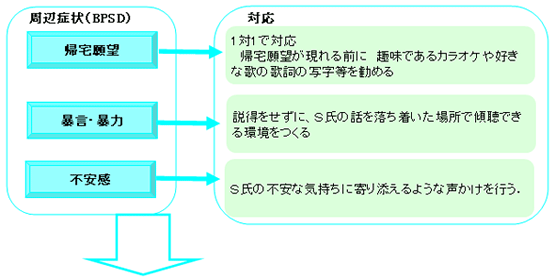 周辺症状(BPSD)
対応
帰宅願望
1対1で対応
帰宅願望が現れる前に　趣味であるカラオケや好き
な歌の歌詞の写字等を勧める
暴言・暴力
説得をせずに、S氏の話を落ち着いた場所で傾聴でき
る環境をつくる
不安感
S氏の不安な気持ちに寄り添えるような声かけを行う.